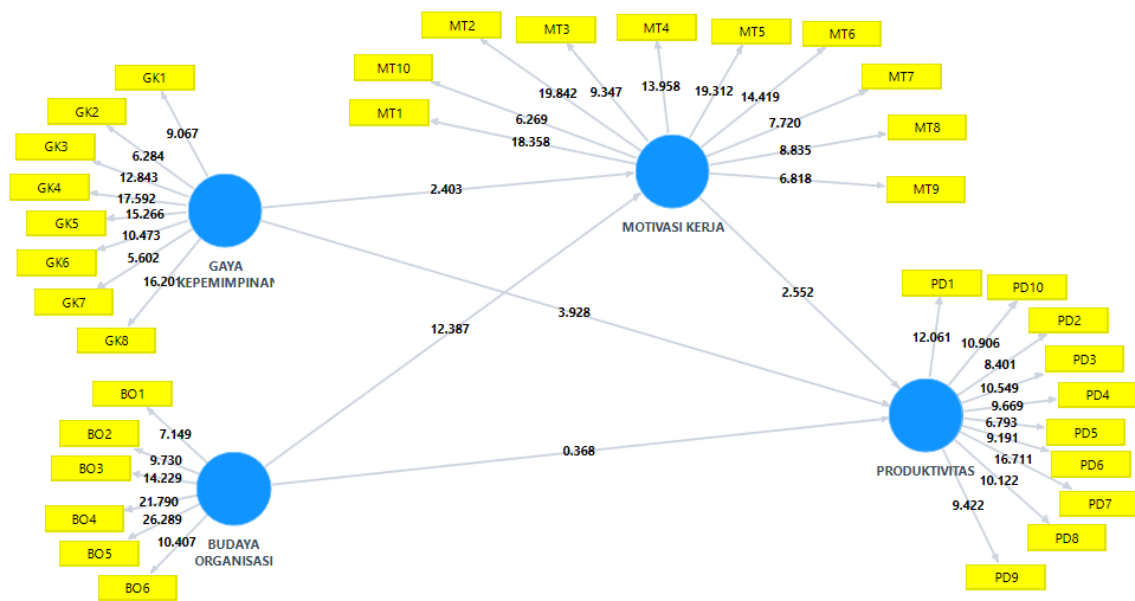 GK1
GK2
GK3
GK4
GK5
GK6
GK7
GK8
9.067
6.284
12.843
17.592
15.266
10.473
5.602
16.201
GAYA
KEPEMIMPINAN
MT1
MT10
MT2
MT3
MT4
MT5
MT6
MT7
MT8
MT9
18.358
6.269
19.842
9.347
13.958
19.312
14.419
7.720
8.835
6.818
MOTIVASI KERJA
2.403
3.928
12.387
2.552
0.368
BO1
BO2
BO3
BO4
BO5
BO6
7.149
9.730
14.229
21.790
26.289
10.407
BUDAYA
ORGANISASI
PD1
PD10
PD2
PD3
PD4
PD5
PD6
PD7
PD8
PD9
12.061
10.906
8.401
10.549
9.669
6.793
9.191
16.711
10.122
9.422
PRODUKTIVITAS